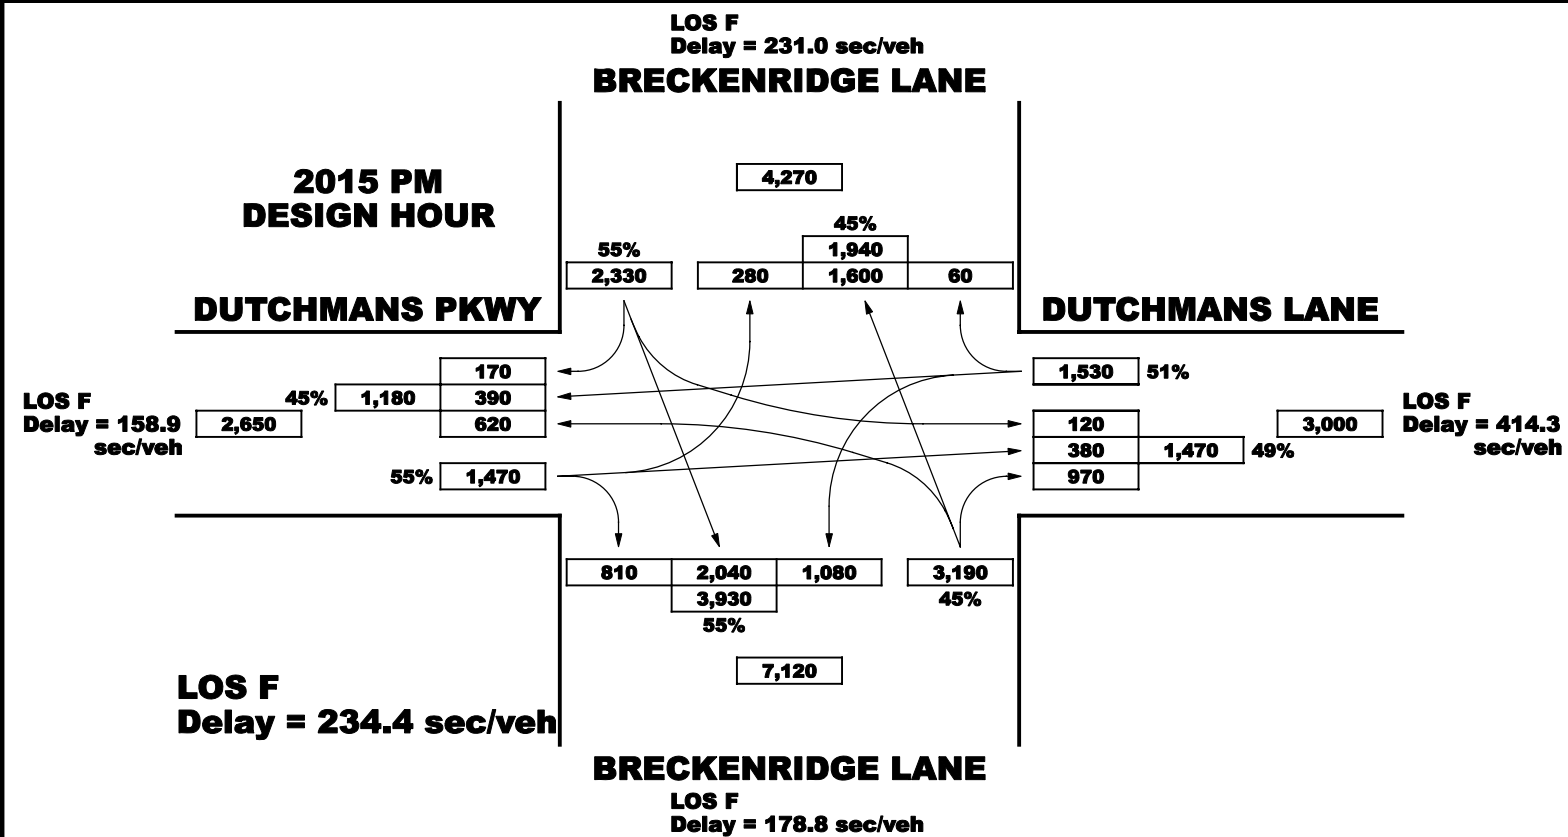 LOS F
Delay = 231.0 sec/veh
BRECKENRIDGE LANE
2015 PM
DESIGN HOUR
4,270
45%
1,940
55%
2,330
280
1,600
60
DUTCHMANS PKWY
DUTCHMANS LANE
170
1,530
51%
LOS F
Delay = 158.9
sec/veh
2,650
45%
1,180
390
620
120
380
1,470
49%
970
3,000
LOS F
Delay = 414.3
sec/veh
55%
1,470
810
2,040
1,080
3,190
3,930
45%
55%
7,120
LOS F
Delay = 234.4 sec/veh
BRECKENRIDGE LANE
LOS F
Delay = 178.8 sec/veh